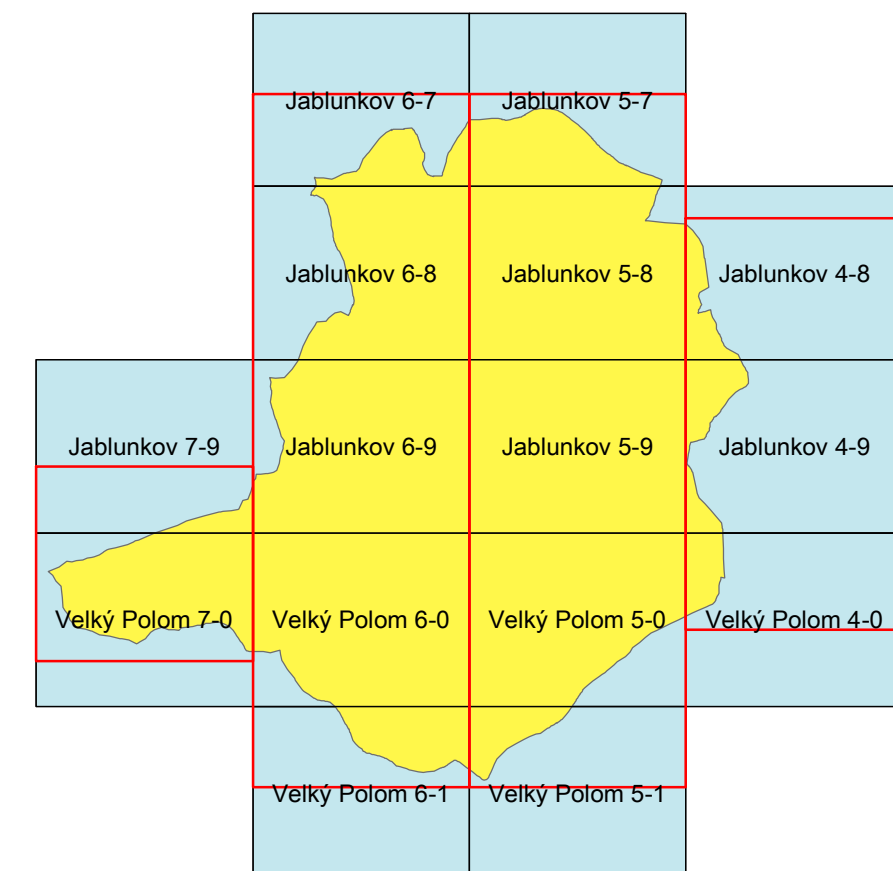 Jablunkov 6-7 Jablunkov 5-7
Jablunkov 6-8 Jablunkov 5-8 Jablunkov 4-8
Jablunkov 7-9 Jablunkov 6-9 Jablunkov 5-9 Jablunkov 4-9
Velký Polom 7-0 Velký Polom 6-0 Velký Polom 5-0 Velký Polom 4-0
Velký Polom 6-1 Velký Polom 5-1